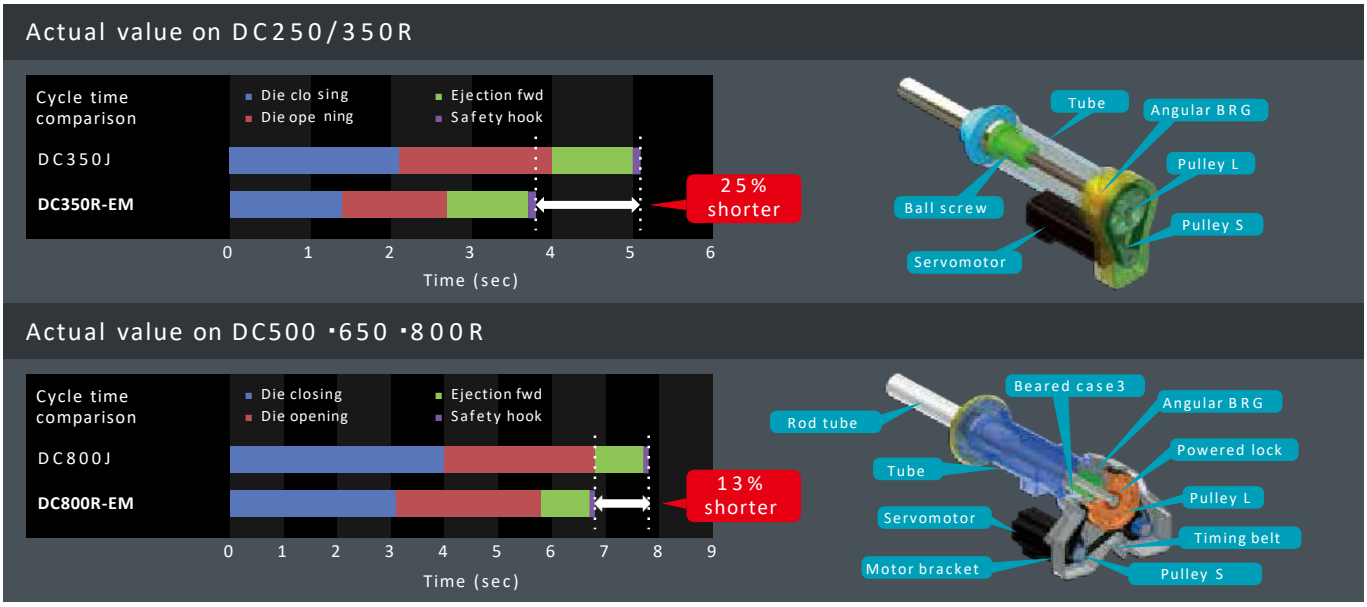 Actual value on DC250/350R
Cycle time
comparison
Die clo sing
Ejection fwd
Die ope ning
Safety hook
DC350J
DC350R-EM
25%
shorter
0 1 2 3 4 5 6
Time (sec)
Tube
Angular BRG
Pulley L
Ball screw
Pulley S
Servomotor
Actual value on DC500 ・650 ・800R
Cycle time
comparison
Die closing
Ejection fwd
Die opening
Safety hook
DC800J
DC800R-EM
13%
shorter
0 1 2 3 4 5 6 7 8 9
Time (sec)
Beared case3
Angular BRG
Rod tube
Powered lock
Tube
Pulley L
Servomotor
Timing belt
Motor bracket
Pulley S